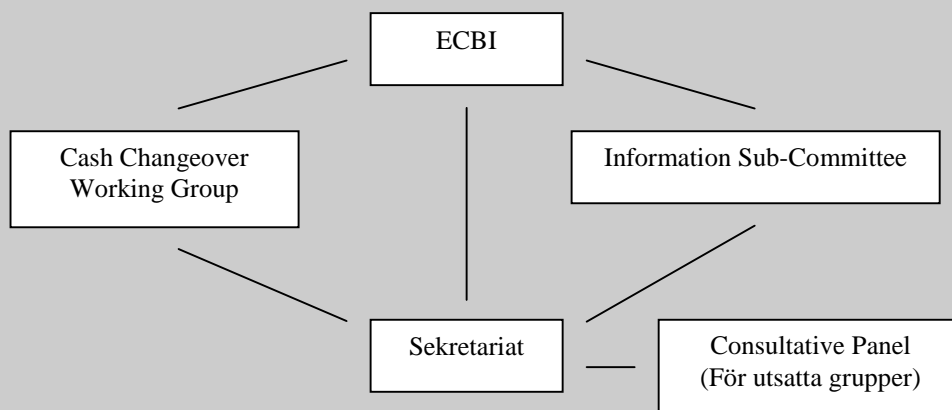 ECBI
Cash Changeover
Working Group
Information Sub-Committee
Sekretariat
Consultative Panel
(För utsatta grupper)